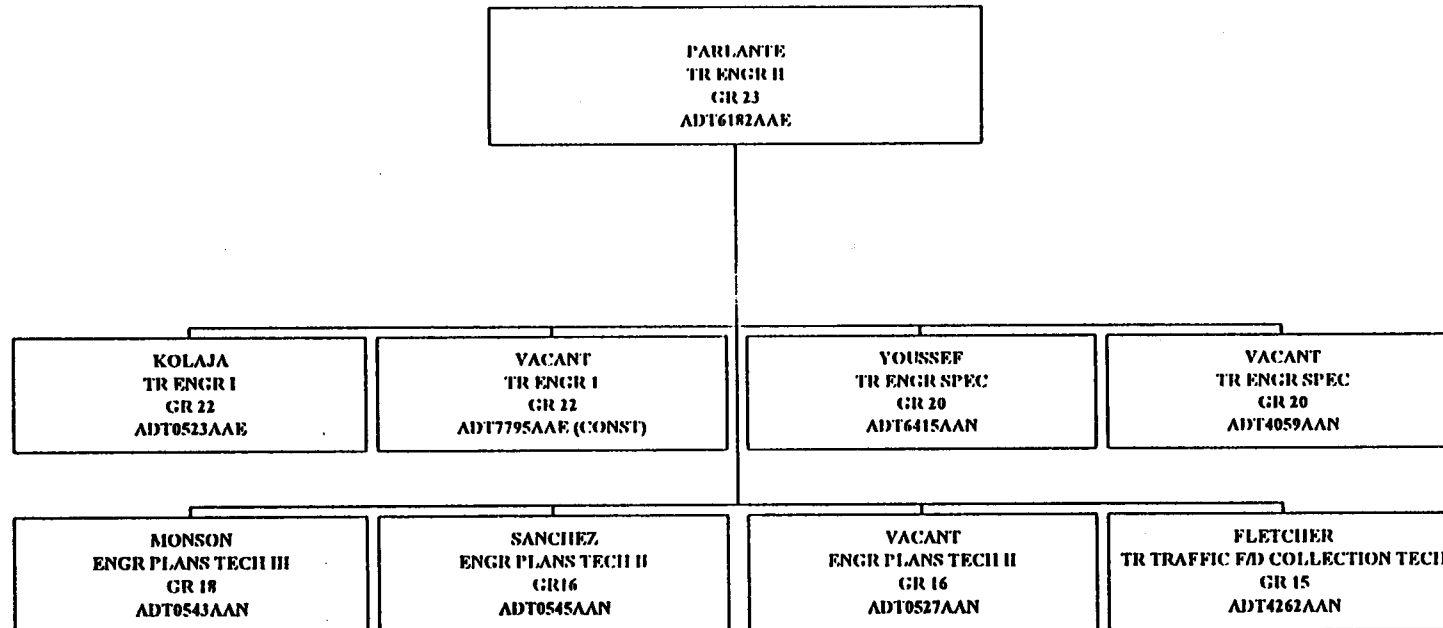 PARLANTE
TR ENGR II
GR 23
ADT6182AAE
KOLAJA
TR ENGR I
GR 22
ADT0523AAE
VACANT
TR ENGR 1
GR 22
ADT7795AAE (CONST)
YOUSSEF
TR ENGR SPEC
GR 20
ADT6415AAN
VACANT
TR ENGR SPEC
GR 20
ADT4059AAN
MONSON
ENGR PLANS TECH III
GR 18
ADT0543AAN
SANCHEZ
ENGR PLANS TECH II
GR16
ADT0545AAN
VACANT
ENGR PLANS TECH II
GR 16
ADT0527AAN
FLETCHER
TR TRAFFIC F/D COLLECTION TECH
GR 15
ADT4262AAN